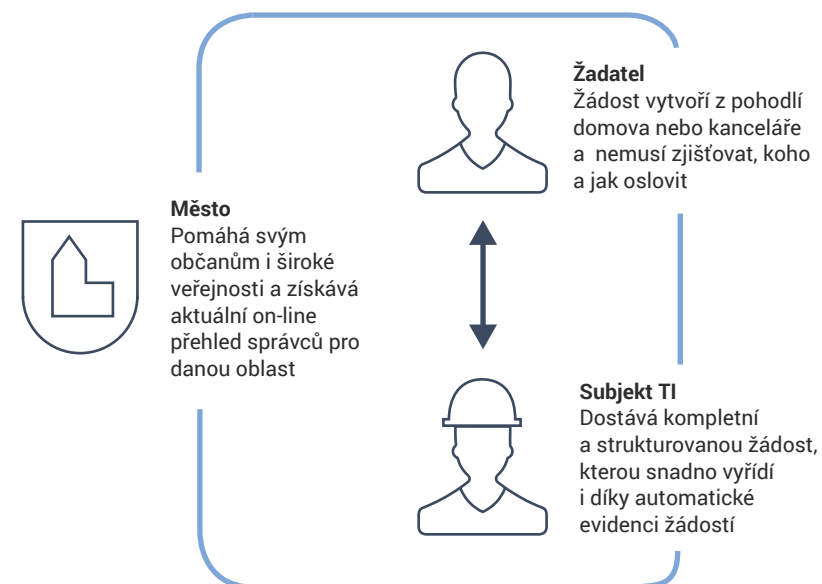 Žadatel
Žádost vytvoří z pohodlí
domova nebo kanceláře
a nemusí zjišťovat, koho
a jak oslovit
Město
Pomáhá svým
občanům i široké
veřejnosti a získává
aktuální on-line
přehled správců pro
danou oblast
Subjekt TI
Dostává kompletní
a strukturovanou žádost,
kterou snadno vyřídí
i díky automatické
evidenci žádostí